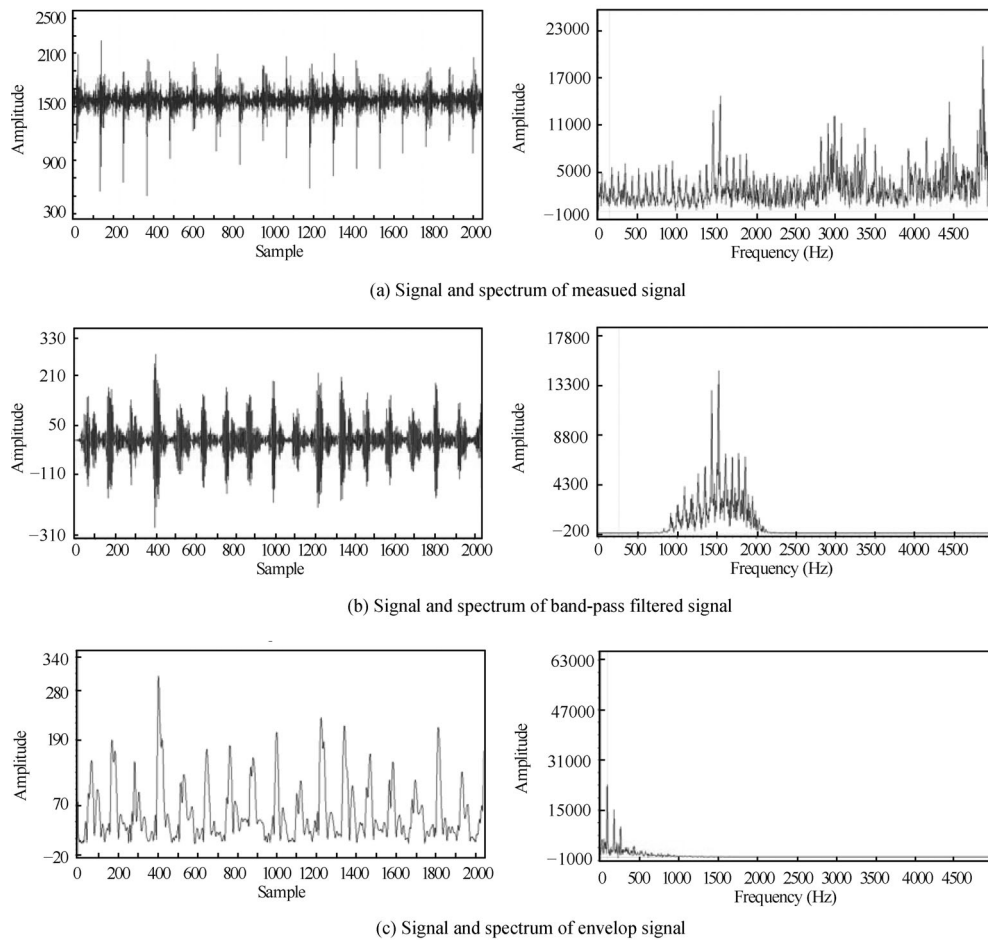 2500
2100
1500
900
300
Amplitude
0 200 400 600 800 1000 1200 1400 1600 1800 2000
Sample
23000
17000
11000
5000
−1000
Amplitude
0 500 1000 1500 2000 2500 3000 3500 4000 4500
Frequency (Hz)
(a) Signal and spectrum of measued signal
330
210
50
−110
−310
Amplitude
0 200 400 600 800 1000 1200 1400 1600 1800 2000
Sample
17800
13300
8800
4300
−200
Amplitude
0 500 1000 1500 2000 2500 3000 3500 4000 4500
Frequency (Hz)
(b) Signal and spectrum of band-pass filtered signal
340
280
190
70
−20
Amplitude
0 200 400 600 800 1000 1200 1400 1600 1800 2000
Sample
63000
47000
31000
15000
−1000
Amplitude
0 500 1000 1500 2000 2500 3000 3500 4000 4500
Frequency (Hz)
(c) Signal and spectrum of envelop signal